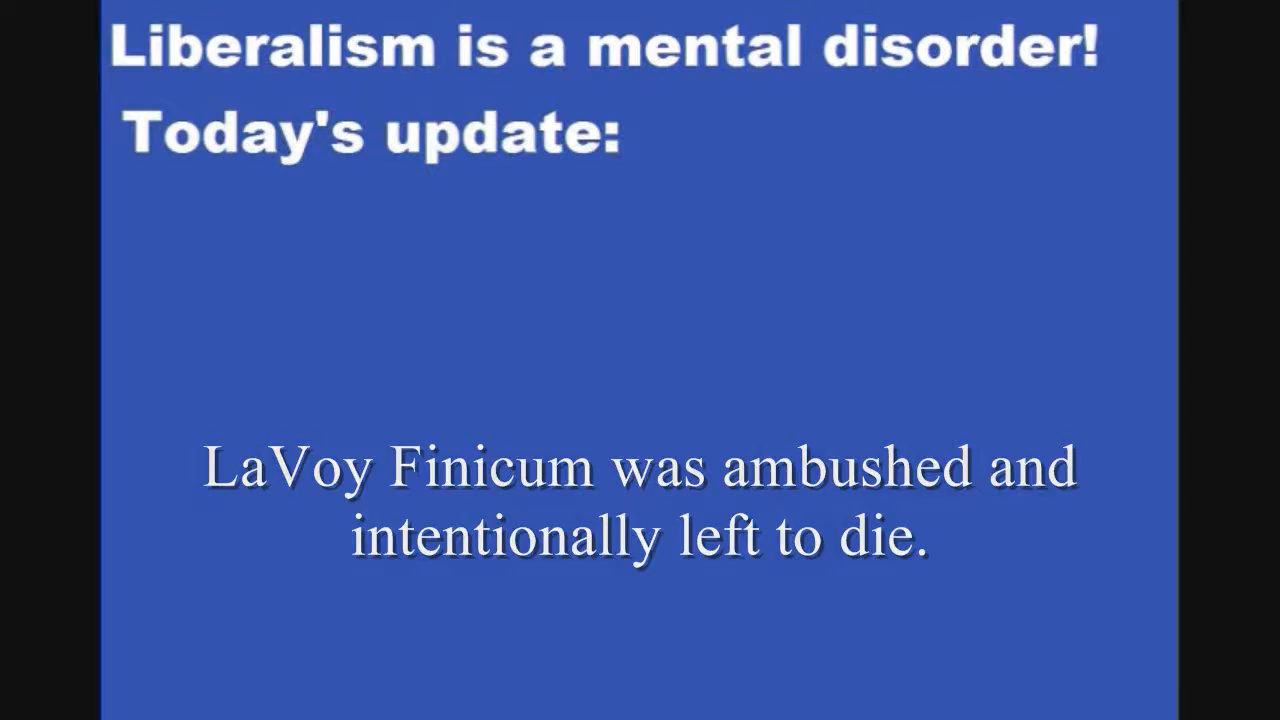 Liberalism is a mental disorder!
Today's update:
LaVoy Finicum was ambushed and
intentionally left to die.